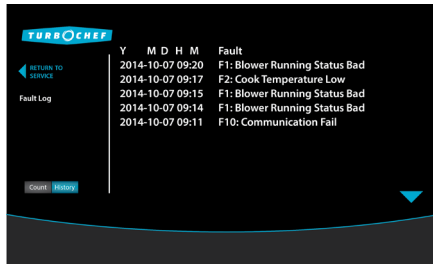 TURBOCHEF
RETURN TO
SERVICE
Fault Log
Count History
Y M D H M Fault
2014-10-07 09:20 F1: Blower Running Status Bad
2014-10-07 09:17 F2: Cook Temperature Low
2014-10-07 09:15 F1: Blower Running Status Bad
2014-10-07 09:14 F1: Blower Running Status Bad
2014-10-07 09:11 F10: Communication Fail